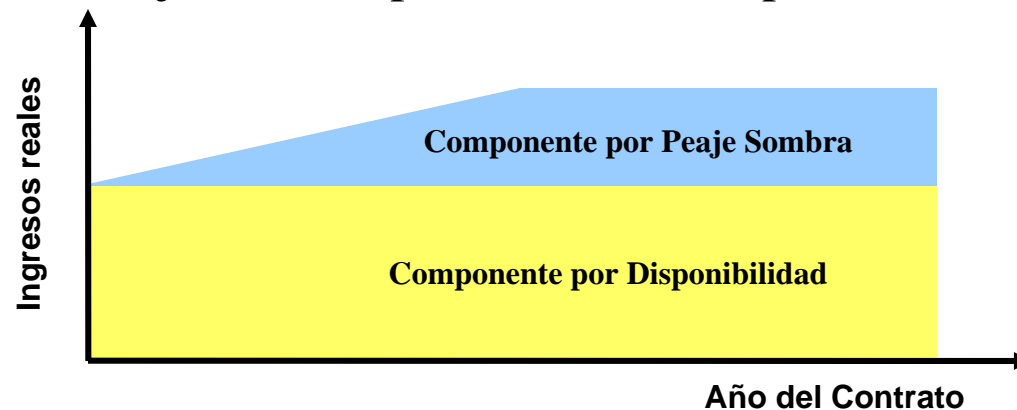 Ingresos reales
Componente por Peaje Sombra
Componente por Disponibilidad
Año del Contrato